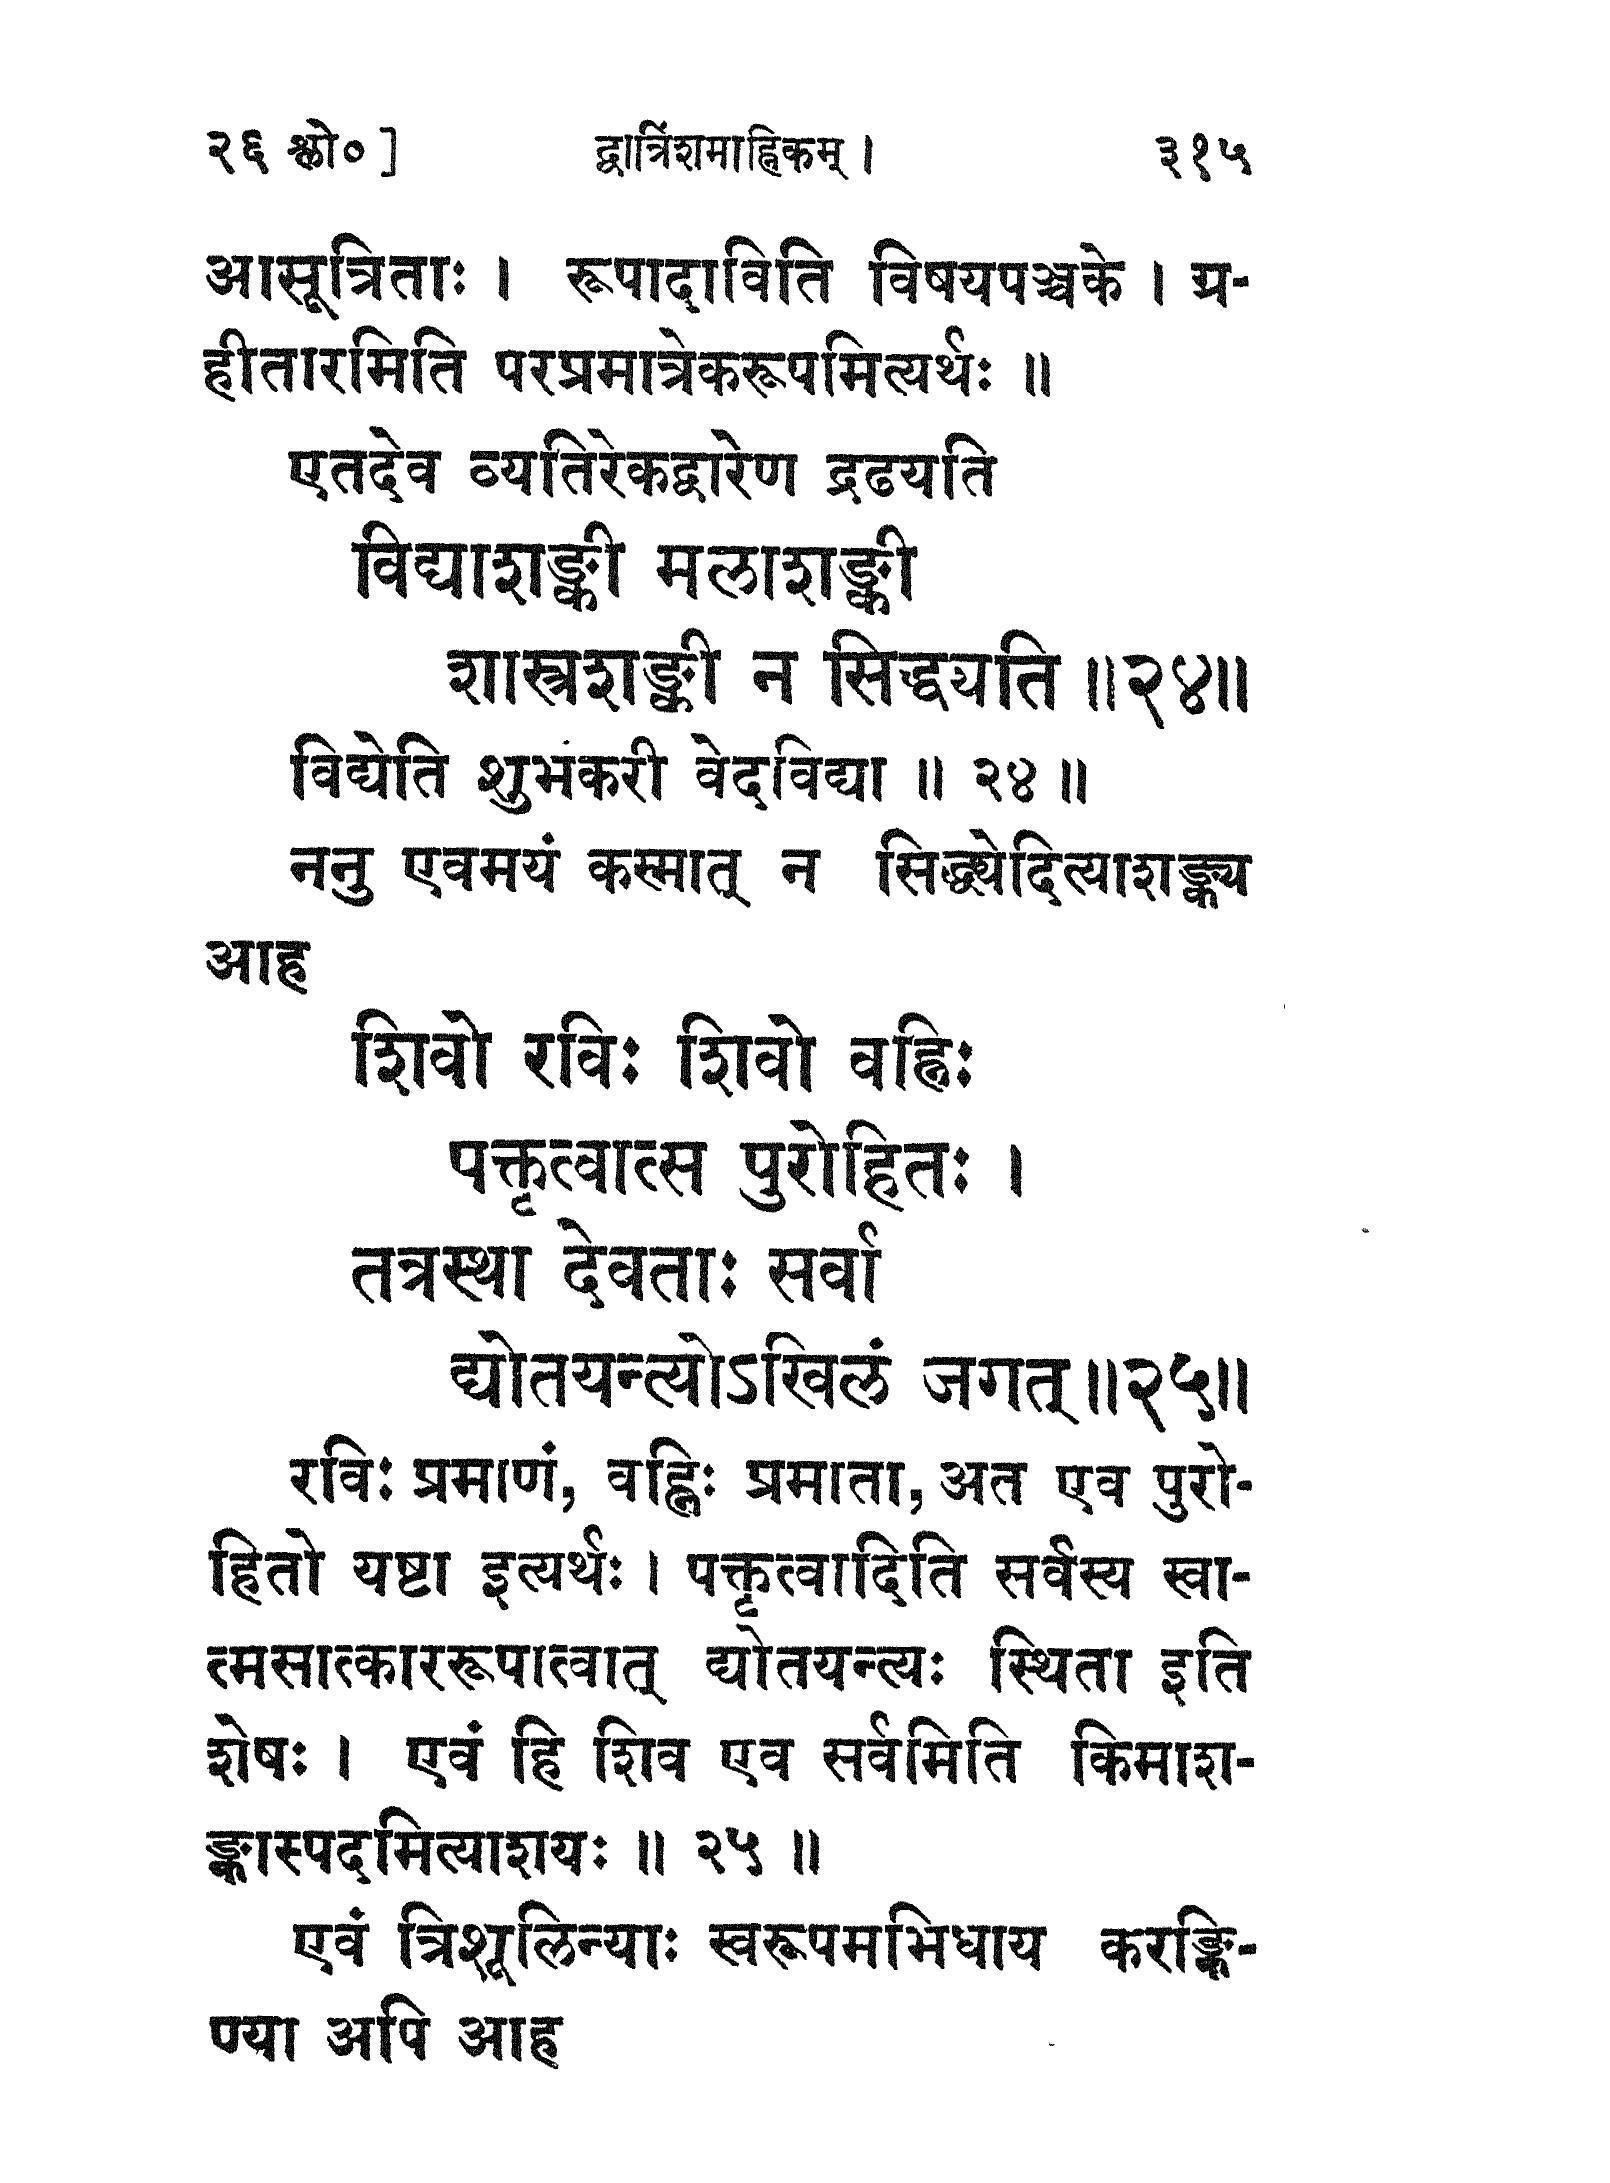 २६ श्लो० ] द्वात्रिंशमाह्निकम् । ३१५
आसूत्रिताः । रूपादाविति विषयपञ्चके । ग्र-
हीतारमिति परप्रमात्रेकरूपमित्यर्थः ॥
एतदेव व्यतिरेकद्वारेण द्रढयति
विद्याशङ्की मलाशङ्की
शास्त्रशङ्की न सिद्ध्यति ॥२४॥
विद्येति शुभंकरी वेदविद्या ॥ २४ ॥
ननु एवमयं कस्मात् न सिद्ध्येदित्याशङ्क्य
आह
शिवो रविः शिवो वह्निः
पक्तृत्वात्स पुरोहितः ।
तत्रस्था देवताः सर्वा
द्योतयन्त्योऽखिलं जगत् ॥२५॥
रविः प्रमाणं, वह्निः प्रमाता, अत एव पुरो-
हितो यष्टा इत्यर्थः । पक्तृत्वादिति सर्वस्य स्वा-
त्मसात्काररूपात्वात् द्योतयन्त्यः स्थिता इति
शेषः । एवं हि शिव एव सर्वमिति किमाश-
ङ्कास्पदमित्याशयः ॥ २५ ॥
एवं त्रिशूलिन्याः स्वरूपमभिधाय करङ्कि-
ण्या अपि आह